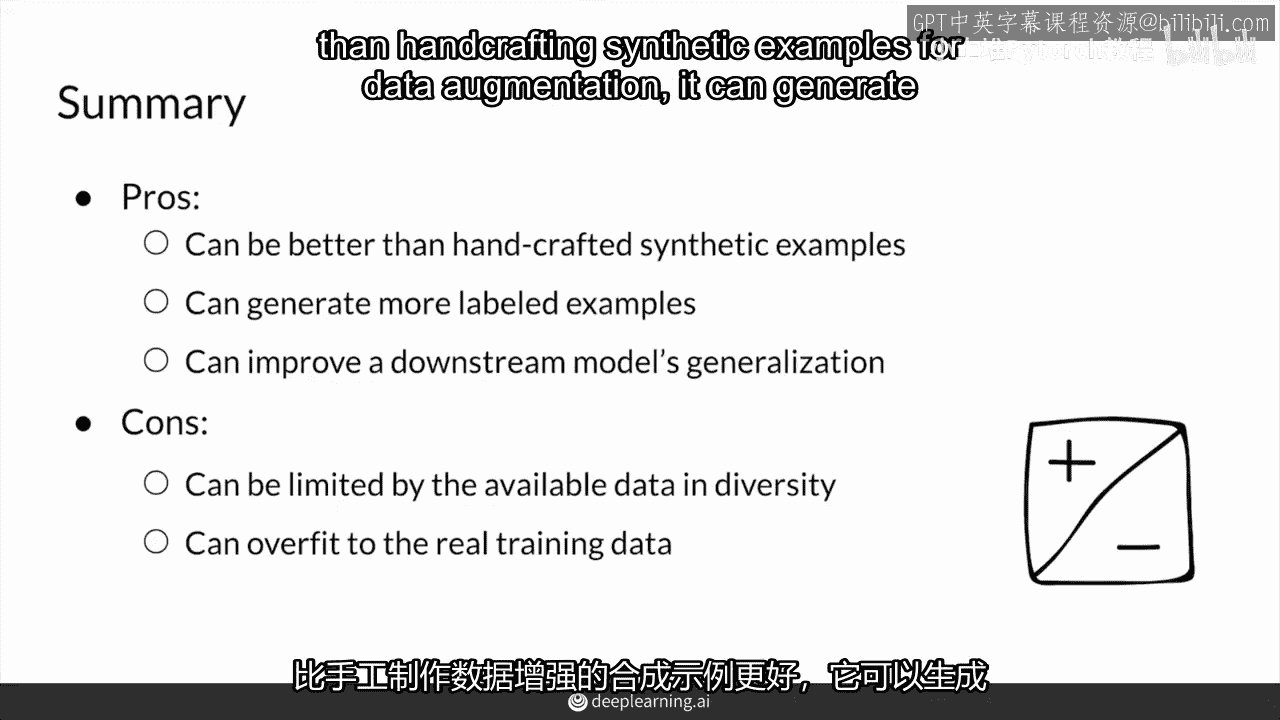 GPT中英字幕课程资源@bilibili.com
than handcrafting synthetic examples for
data augmentation, it can generate
Summary
● Pros:
○ Can be better than hand-crafted synthetic examples
○ Can generate more labeled examples
○ Can improve a downstream model’s generalization
● Cons:
○ Can be limited by the available data in diversity
○ Can overfit to the real training data
+
−
比手工制作数据增强的合成示例更好，它可以生成
deeplearning.ai